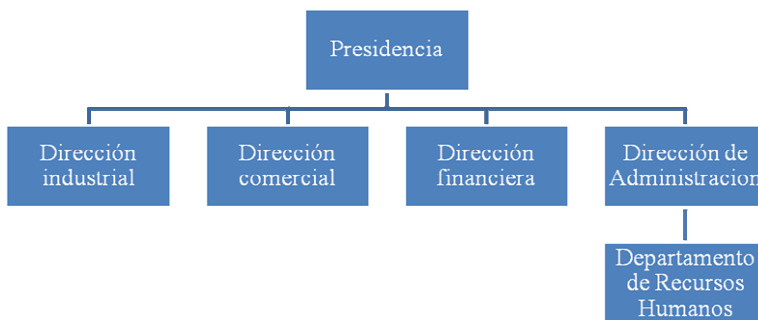 Presidencia
Dirección
industrial
Dirección
comercial
Dirección
financiera
Dirección de
Administracion
Departamento
de Recursos
Humanos